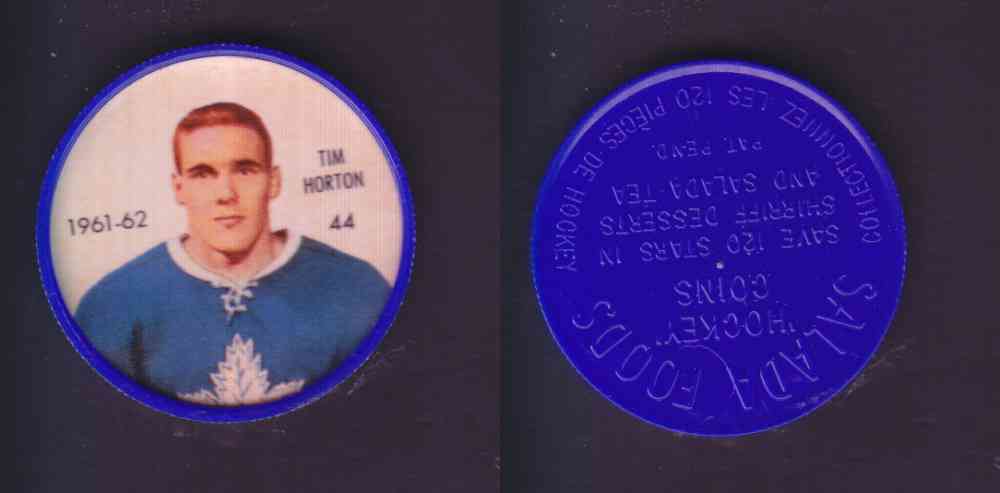 TIM
HORTON
1961-62
44
SALADA FOODS
'HOCKEY'
COINS
SAVE 120 STARS IN
SHIRRIFF DESSERTS
AND SALADA TEA
PAT. PEND.
COLLECTIONNEZ LES 120 PIÈCES DE HOCKEY